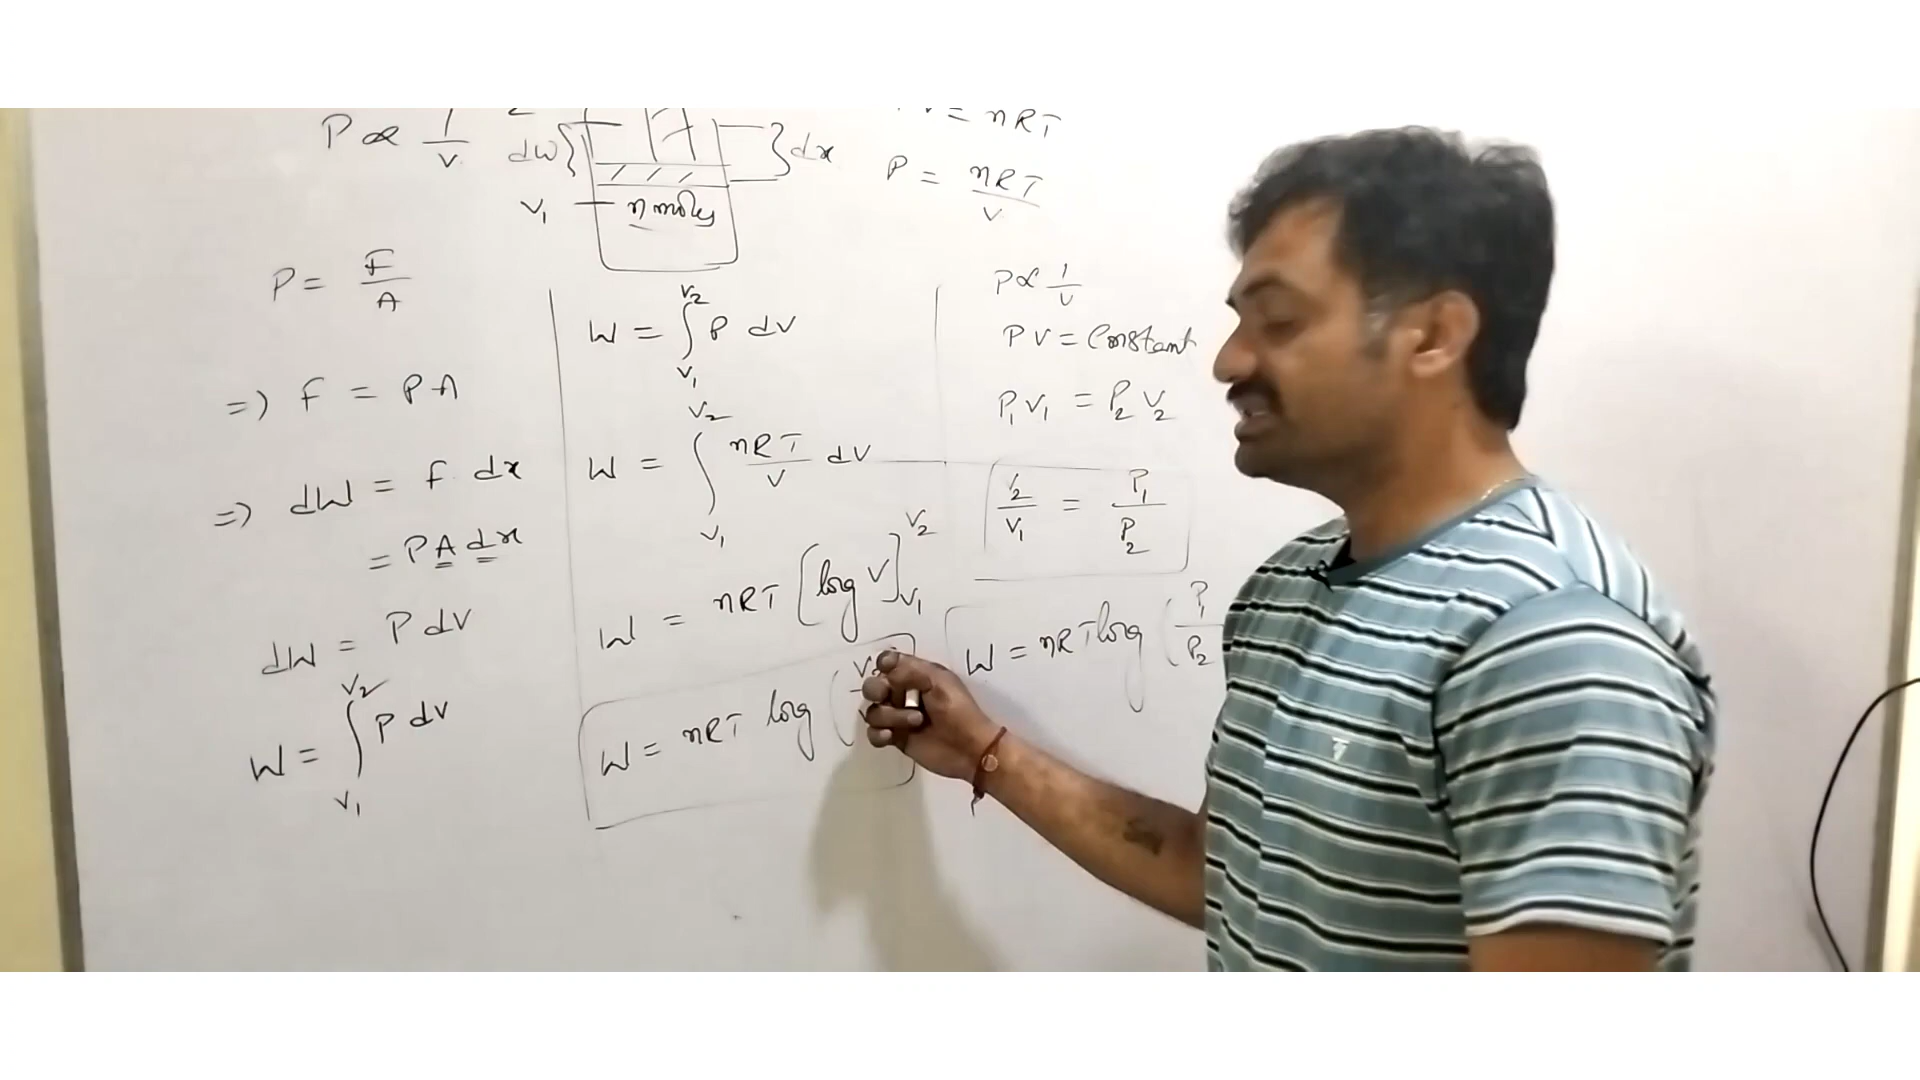 P ∝ 1/V
dW
dx
V₁
n moles
= nRT
P = nRT/V
P = F/A
=> F = PA
=> dW = F. dx
= PA dx
dW = P dV
W = ∫_{V₁}^{V₂} P dV
W = ∫_{V₁}^{V₂} P dV
W = ∫_{V₁}^{V₂} nRT/V dV
W = nRT [log V]_{V₁}^{V₂}
W = nRT log (V
P ∝ 1/V
PV = Constant
P₁V₁ = P₂V₂
V₂/V₁ = P₁/P₂
W = nRT log (P₁/P₂